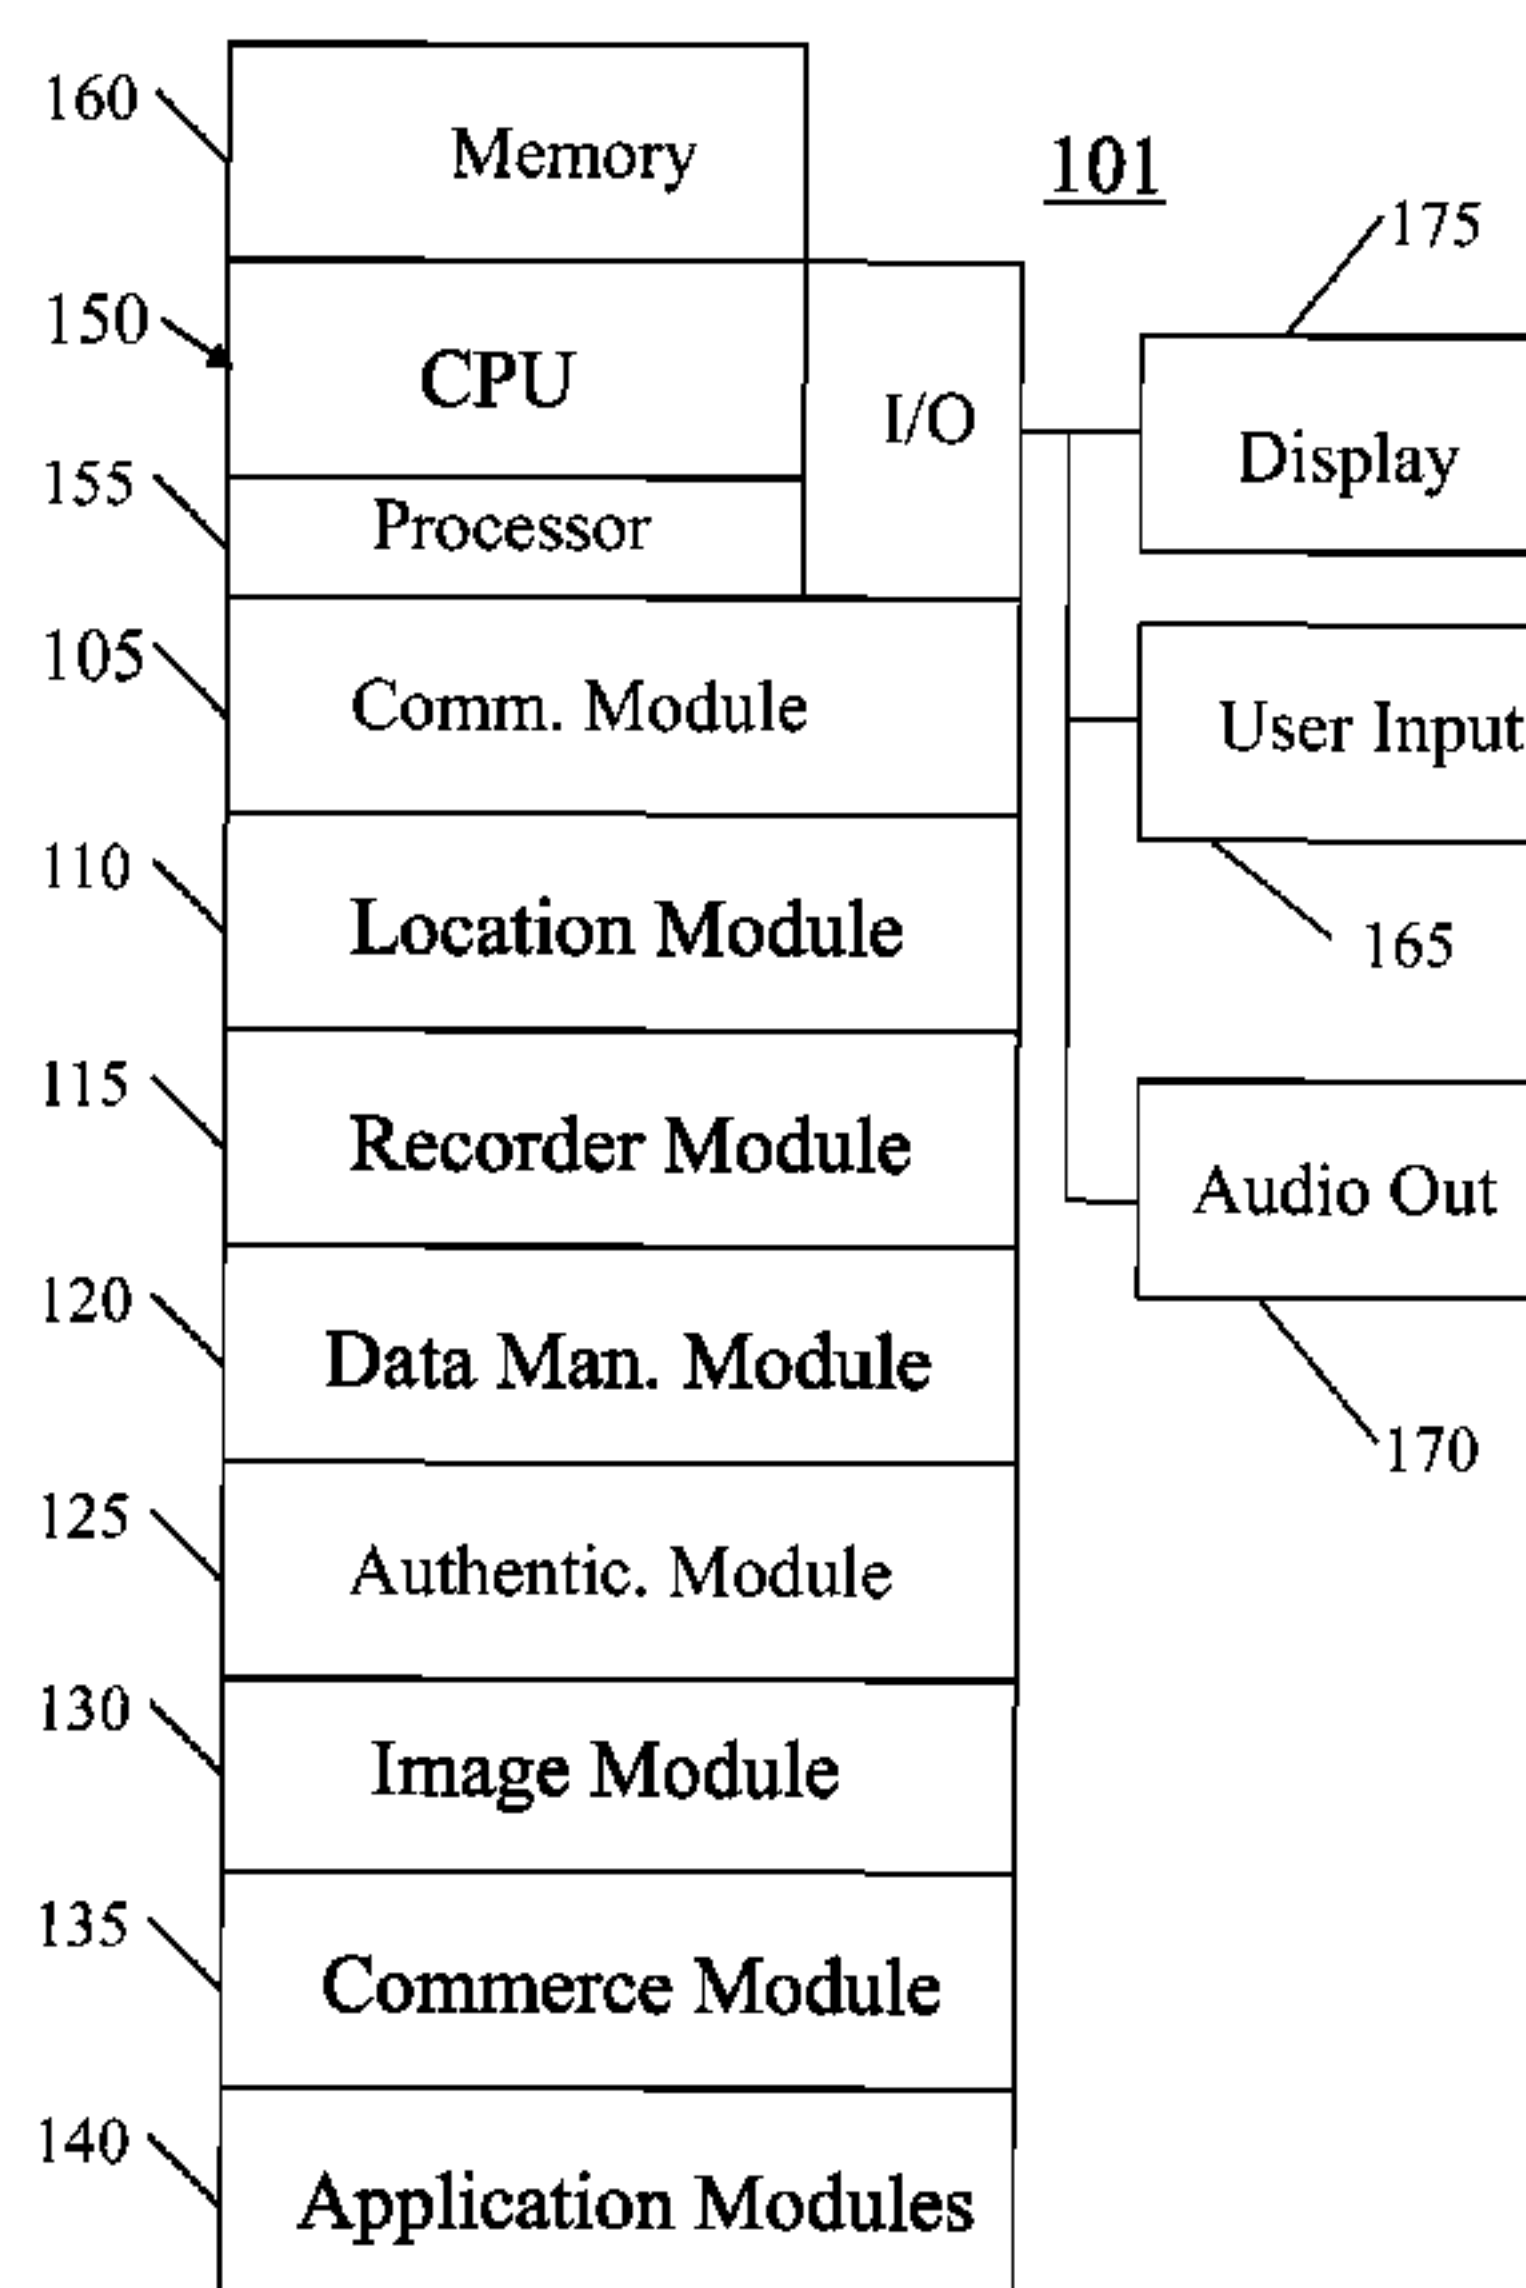 160
Memory
101
175
150
CPU
I/O
Display
155
Processor
105
Comm. Module
User Input
110
Location Module
165
115
Recorder Module
Audio Out
120
Data Man. Module
170
125
Authentic. Module
130
Image Module
135
Commerce Module
140
Application Modules